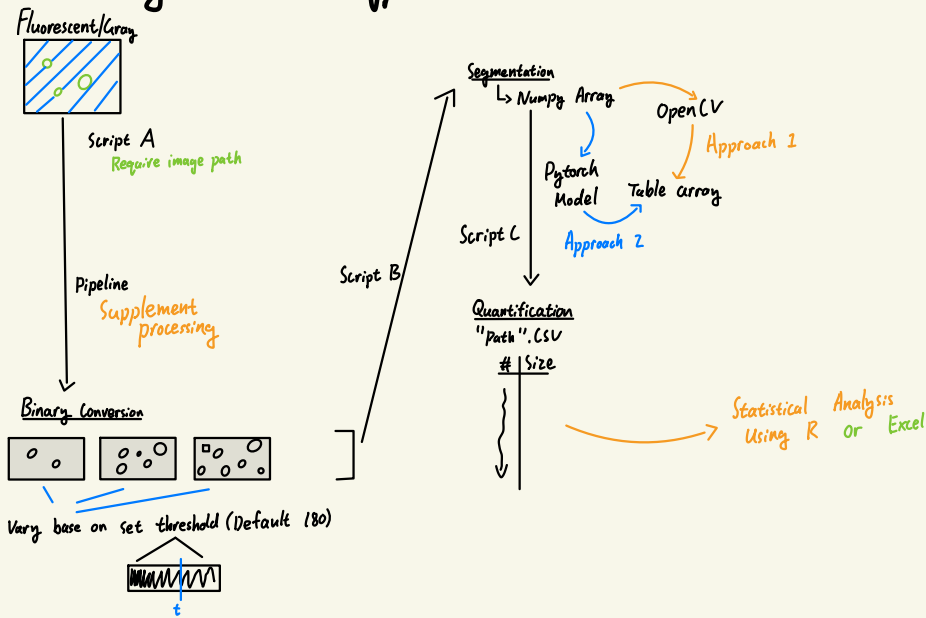 Fluorescent/Gray
Script A
Require image path
Pipeline
Supplement
processing
Binary Conversion
Vary base on set threshold (Default 180)
t
Script B
Segmentation
Numpy Array
OpenCV
Approach 1
Pytorch
Model
Table array
Approach 2
Script C
Quantification
"Path".CSV
# Size
Statistical Analysis
Using R or Excel